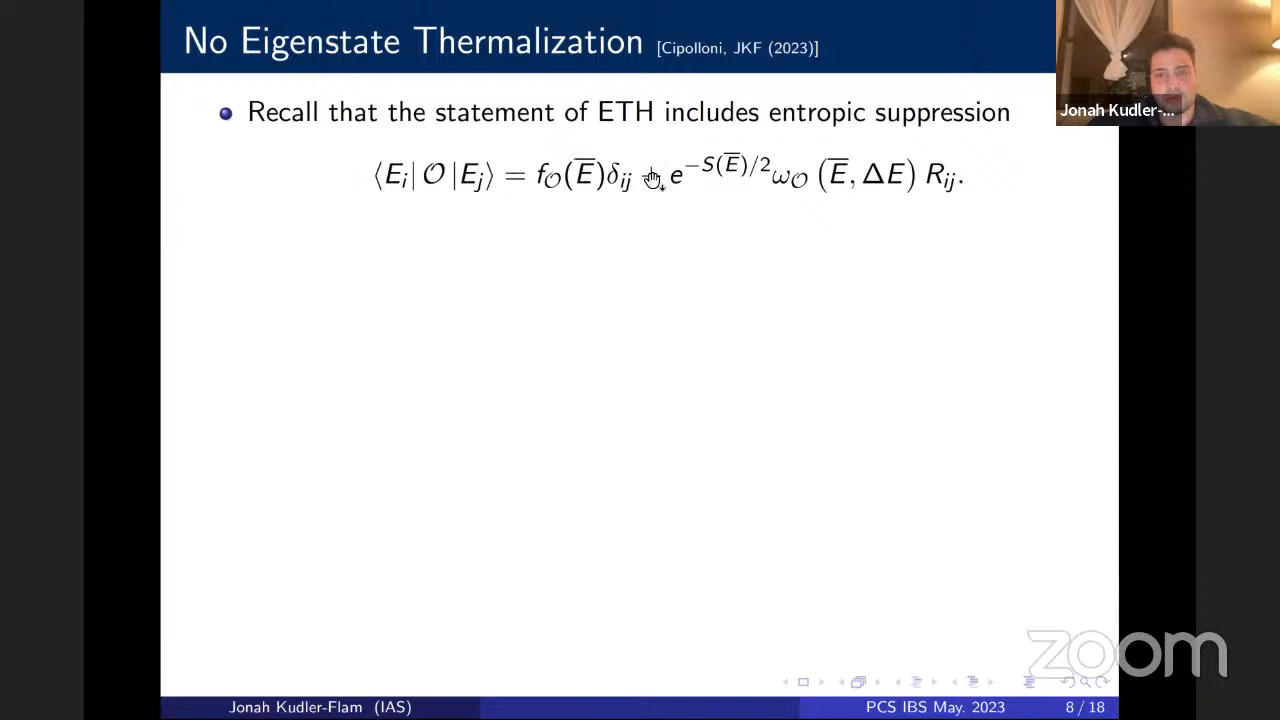 No Eigenstate Thermalization [Cipolloni, JKF (2023)]
Jonah Kudler-...
Recall that the statement of ETH includes entropic suppression
⟨E_i| 𝒪 |E_j⟩ = f_𝒪(E̅)δ_ij + e^{−S(E̅)/2} ω_𝒪 (E̅, ΔE) R_ij.
zoom
Jonah Kudler-Flam (IAS) PCS IBS May. 2023 8 / 18